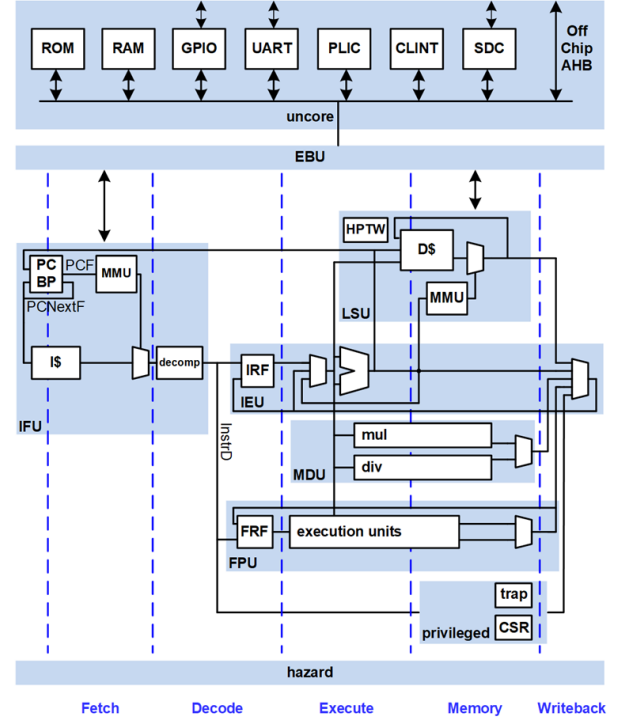 ROM RAM GPIO UART PLIC CLINT SDC Off
Chip
AHB
uncore
EBU
HPTW
D$
PC
BP
PCF
MMU
PCNextF
MMU
LSU
I$
decomp
IRF
IEU
IFU
InstrD
mul
div
MDU
FRF
execution units
FPU
trap
CSR
privileged
hazard
Fetch Decode Execute Memory Writeback